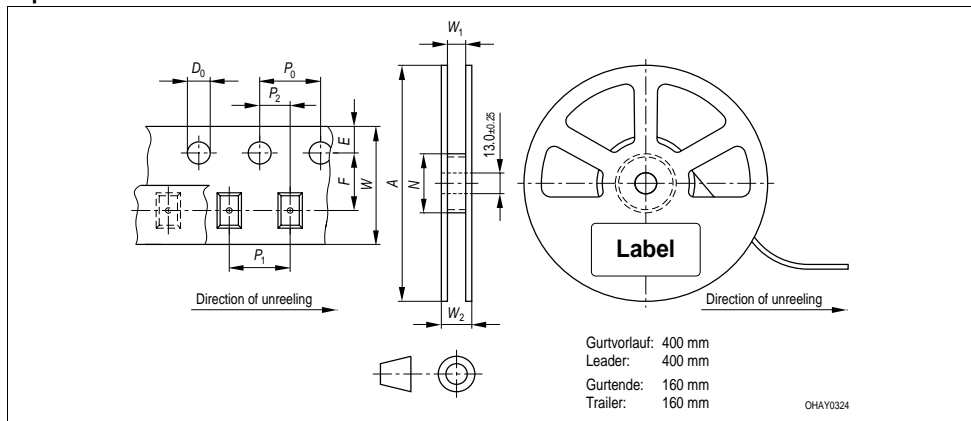 W1
D0
P0
P2
E
F
W
A
N
13.0±0.25
P1
W2
Label
Direction of unreeling
Direction of unreeling
Gurtvorlauf: 400 mm
Leader: 400 mm
Gurtende: 160 mm
Trailer: 160 mm
OHAY0324